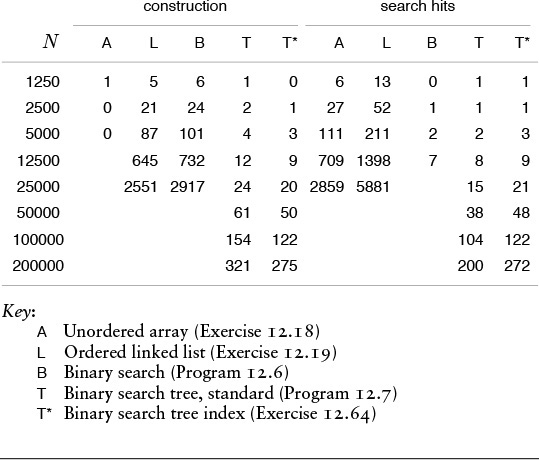 construction search hits
N A L B T T* A L B T T*
1250 1 5 6 1 0 6 13 0 1 1
2500 0 21 24 2 1 27 52 1 1 1
5000 0 87 101 4 3 111 211 2 2 3
12500 645 732 12 9 709 1398 7 8 9
25000 2551 2917 24 20 2859 5881 15 21
50000 61 50 38 48
100000 154 122 104 122
200000 321 275 200 272
Key:
A Unordered array (Exercise 12.18)
L Ordered linked list (Exercise 12.19)
B Binary search (Program 12.6)
T Binary search tree, standard (Program 12.7)
T* Binary search tree index (Exercise 12.64)